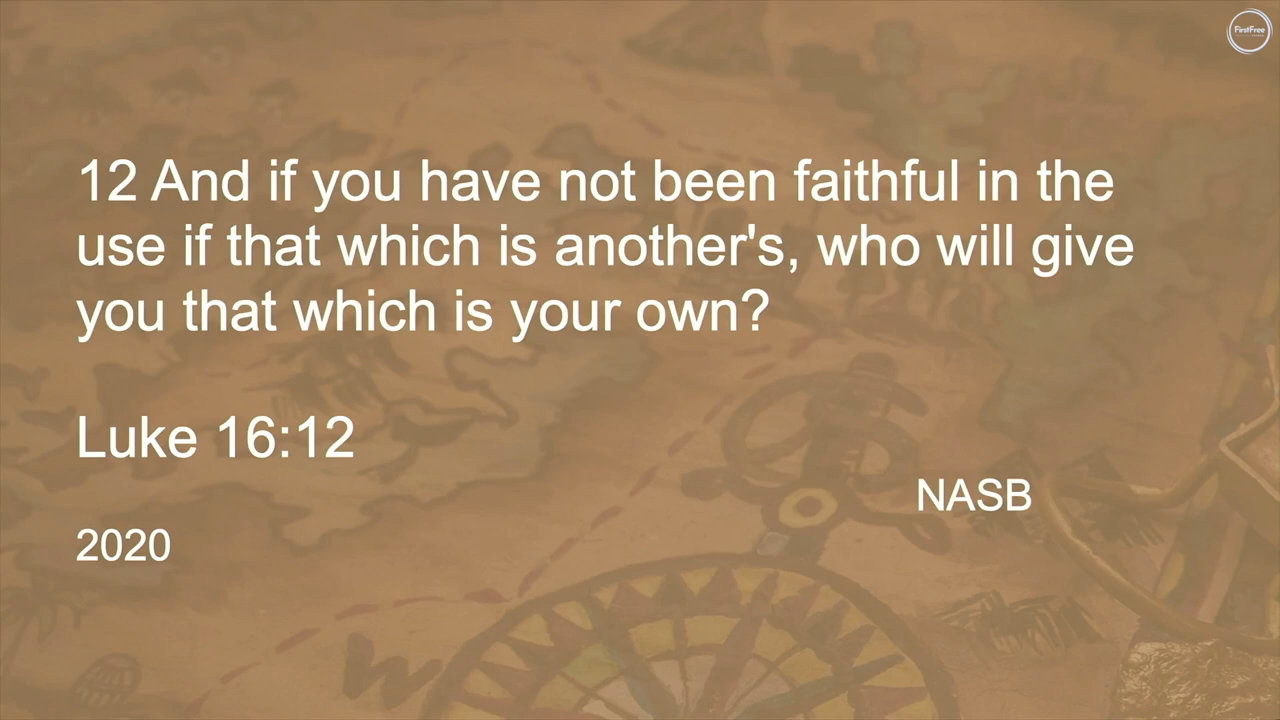 FirstFree
12 And if you have not been faithful in the
use if that which is another's, who will give
you that which is your own?
Luke 16:12
NASB
2020
W